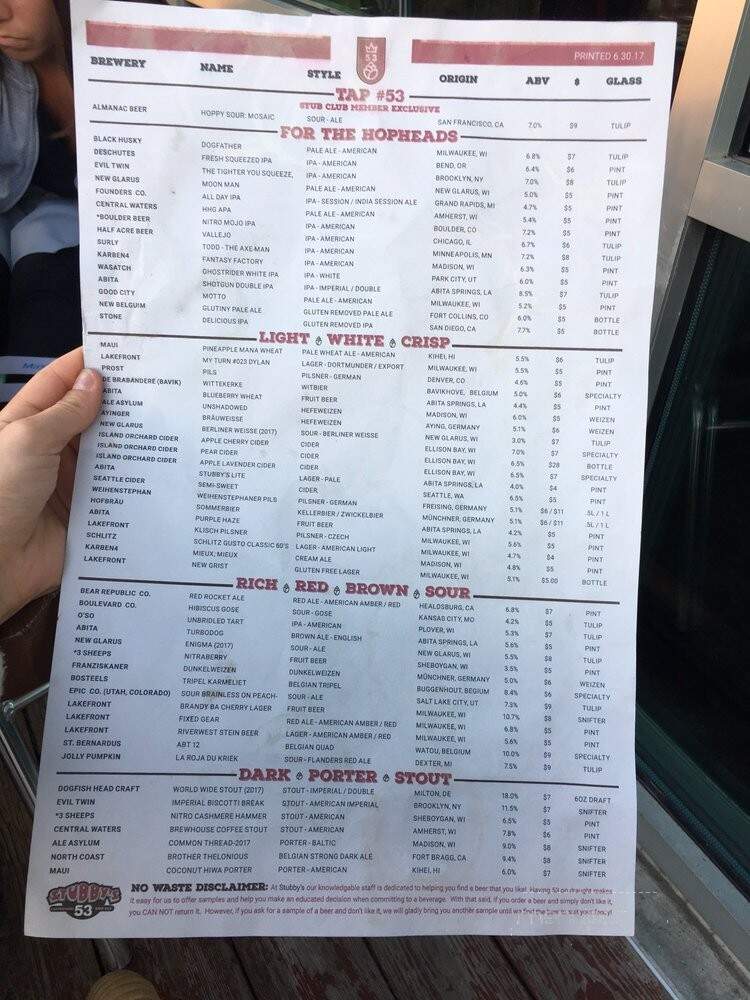 PRINTED 6.30.17
BREWERY NAME STYLE ORIGIN ABV $ GLASS
53
TAP #53
STUB CLUB MEMBER EXCLUSIVE
ALMANAC BEER HOPPY SOUR: MOSAIC SOUR - ALE SAN FRANCISCO, CA 7.0% $9 TULIP
FOR THE HOPHEADS
BLACK HUSKY DOGFATHER PALE ALE - AMERICAN MILWAUKEE, WI 6.8% $7 TULIP
DESCHUTES FRESH SQUEEZED IPA IPA - AMERICAN BEND, OR 6.4% $6 PINT
EVIL TWIN THE TIGHTER YOU SQUEEZE, IPA - AMERICAN BROOKLYN, NY 7.0% $8 TULIP
NEW GLARUS MOON MAN PALE ALE - AMERICAN NEW GLARUS, WI 5.0% $5 PINT
FOUNDERS CO. ALL DAY IPA IPA - SESSION / INDIA SESSION ALE GRAND RAPIDS, MI 4.7% $5 PINT
CENTRAL WATERS HHG APA PALE ALE - AMERICAN AMHERST, WI 5.4% $5 PINT
*BOULDER BEER NITRO MOJO IPA IPA - AMERICAN BOULDER, CO 7.2% $5 PINT
HALF ACRE BEER VALLEJO IPA - AMERICAN CHICAGO, IL 6.7% $6 TULIP
SURLY TODD - THE AXE-MAN IPA - AMERICAN MINNEAPOLIS, MN 7.2% $8 TULIP
KARBEN4 FANTASY FACTORY IPA - AMERICAN MADISON, WI 6.3% $5 PINT
WASATCH GHOSTRIDER WHITE IPA IPA - WHITE PARK CITY, UT 6.0% $5 PINT
ABITA SHOTGUN DOUBLE IPA IPA - IMPERIAL / DOUBLE ABITA SPRINGS, LA 8.5% $7 TULIP
GOOD CITY MOTTO PALE ALE - AMERICAN MILWAUKEE, WI 5.2% $5 PINT
NEW BELGUIM GLUTINY PALE ALE GLUTEN REMOVED PALE ALE FORT COLLINS, CO 6.0% $5 BOTTLE
STONE DELICIOUS IPA GLUTEN REMOVED IPA SAN DIEGO, CA 7.7% $5 BOTTLE
LIGHT WHITE CRISP
MAUI PINEAPPLE MANA WHEAT PALE WHEAT ALE - AMERICAN KIHEI, HI 5.5% $6 TULIP
LAKEFRONT MY TURN #023 DYLAN LAGER - DORTMUNDER / EXPORT MILWAUKEE, WI 5.5% $5 PINT
PROST PILS PILSNER - GERMAN DENVER, CO 4.6% $5 PINT
DE BRABANDERE (BAVIK) WITTEKERKE WITBIER BAVIKHOVE, BELGIUM 5.0% $6 SPECIALTY
ABITA BLUEBERRY WHEAT FRUIT BEER ABITA SPRINGS, LA 4.4% $5 PINT
ALE ASYLUM UNSHADOWED HEFEWEIZEN MADISON, WI 6.0% $5 WEIZEN
AYINGER BRÄUWEISSE HEFEWEIZEN AYING, GERMANY 5.1% $6 WEIZEN
NEW GLARUS BERLINER WEISSE (2017) SOUR - BERLINER WEISSE NEW GLARUS, WI 3.0% $7 TULIP
ISLAND ORCHARD CIDER APPLE CHERRY CIDER CIDER ELLISON BAY, WI 7.0% $7 SPECIALTY
ISLAND ORCHARD CIDER PEAR CIDER CIDER ELLISON BAY, WI 6.5% $28 BOTTLE
ISLAND ORCHARD CIDER APPLE LAVENDER CIDER CIDER ELLISON BAY, WI 6.5% $7 SPECIALTY
ABITA STUBBY'S LITE LAGER - PALE ABITA SPRINGS, LA 4.0% $4 PINT
SEATTLE CIDER SEMI-SWEET CIDER, SEATTLE, WA 6.5% $5 PINT
WEIHENSTEPHAN WEIHENSTEPHANER PILS PILSNER - GERMAN FREISING, GERMANY 5.1% $6 / $11 .5L / 1 L
HOFBRÄU SOMMERBIER KELLERBIER / ZWICKELBIER MÜNCHNER, GERMANY 5.1% $6 / $11 .5L / 1 L
ABITA PURPLE HAZE FRUIT BEER ABITA SPRINGS, LA 4.2% $5 PINT
LAKEFRONT KLISCH PILSNER PILSNER - CZECH MILWAUKEE, WI 5.6% $5 PINT
SCHLITZ SCHLITZ GUSTO CLASSIC 60'S LAGER - AMERICAN LIGHT MILWAUKEE, WI 4.7% $4 PINT
KARBEN4 MIEUX, MIEUX CREAM ALE MADISON, WI 4.8% $5 PINT
LAKEFRONT NEW GRIST GLUTEN FREE LAGER MILWAUKEE, WI 5.1% $5.00 BOTTLE
RICH RED BROWN SOUR
BEAR REPUBLIC CO. RED ROCKET ALE RED ALE - AMERICAN AMBER / RED HEALDSBURG, CA 6.8% $7 PINT
BOULEVARD CO. HIBISCUS GOSE SOUR - GOSE KANSAS CITY, MO 4.2% $5 TULIP
O'SO UNBRIDLED TART IPA - AMERICAN PLOVER, WI 5.3% $7 TULIP
ABITA TURBODOG BROWN ALE - ENGLISH ABITA SPRINGS, LA 5.6% $5 PINT
NEW GLARUS ENIGMA (2017) SOUR - ALE NEW GLARUS, WI 5.5% $8 TULIP
*3 SHEEPS NITRABERRY FRUIT BEER SHEBOYGAN, WI 3.5% $5 PINT
FRANZISKANER DUNKELWEIZEN DUNKELWEIZEN MÜNCHNER, GERMANY 5.0% $6 WEIZEN
BOSTEELS TRIPEL KARMELIET BELGIAN TRIPEL BUGGENHOUT, BEGIUM 8.4% $6 SPECIALTY
EPIC CO. (UTAH, COLORADO) SOUR BRAINLESS ON PEACH- SOUR - ALE SALT LAKE CITY, UT 7.3% $9 TULIP
LAKEFRONT BRANDY BA CHERRY LAGER FRUIT BEER MILWAUKEE, WI 10.7% $8 SNIFTER
LAKEFRONT FIXED GEAR RED ALE - AMERICAN AMBER / RED MILWAUKEE, WI 6.8% $5 PINT
LAKEFRONT RIVERWEST STEIN BEER LAGER - AMERICAN AMBER / RED MILWAUKEE, WI 5.6% $5 PINT
ST. BERNARDUS ABT 12 BELGIAN QUAD WATOU, BELGIUM 10.0% $9 SPECIALTY
JOLLY PUMPKIN LA ROJA DU KRIEK SOUR - FLANDERS RED ALE DEXTER, MI 7.5% $9 TULIP
DARK PORTER STOUT
DOGFISH HEAD CRAFT WORLD WIDE STOUT (2017) STOUT - IMPERIAL / DOUBLE MILTON, DE 18.0% $7 6OZ DRAFT
EVIL TWIN IMPERIAL BISCOTTI BREAK STOUT - AMERICAN IMPERIAL BROOKLYN, NY 11.5% $7 SNIFTER
*3 SHEEPS NITRO CASHMERE HAMMER STOUT - AMERICAN SHEBOYGAN, WI 6.5% $5 PINT
CENTRAL WATERS BREWHOUSE COFFEE STOUT STOUT - AMERICAN AMHERST, WI 7.8% $6 PINT
ALE ASYLUM COMMON THREAD-2017 PORTER - BALTIC MADISON, WI 9.0% $8 SNIFTER
NORTH COAST BROTHER THELONIOUS BELGIAN STRONG DARK ALE FORT BRAGG, CA 9.4% $8 SNIFTER
MAUI COCONUT HIWA PORTER PORTER - AMERICAN KIHEI, HI 6.0% $7 SNIFTER
STUBBY'S
53
NO WASTE DISCLAIMER: At Stubby's our knowledgable staff is dedicated to helping you find a beer that you like! Having 53 on draught makes
it easy for us to offer samples and help you make an educated decision when committing to a beverage. With that said, if you order a beer and simply don't like it,
you CAN NOT return it. However, if you ask for a sample of a beer and don't like it, we will gladly bring you another sample until we find the beer to suit your fancy!